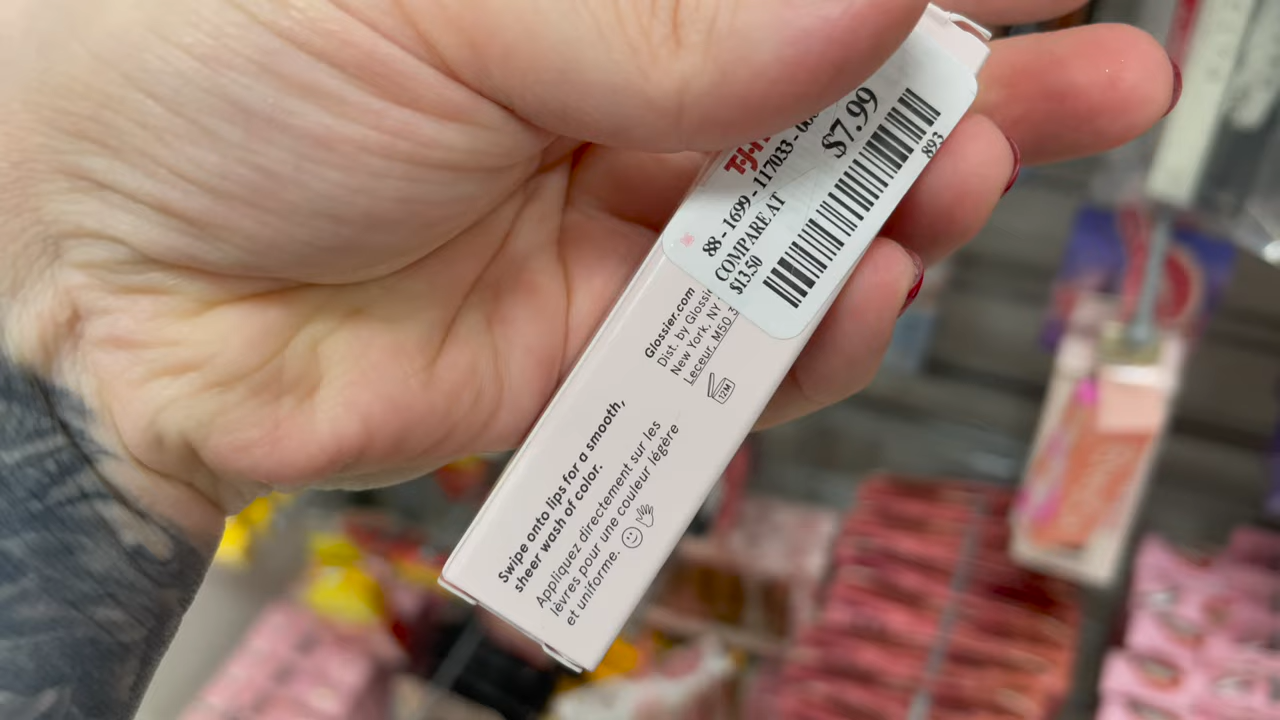 $7.99
88 - 1699 - 117033 -
COMPARE AT
$13.50
893
Glossier.com
Dist. by
New York, NY
Leceur, M50
12M
Swipe onto lips for a smooth,
sheer wash of color.
Appliquez directement sur les
lèvres pour une couleur légère
et uniforme.